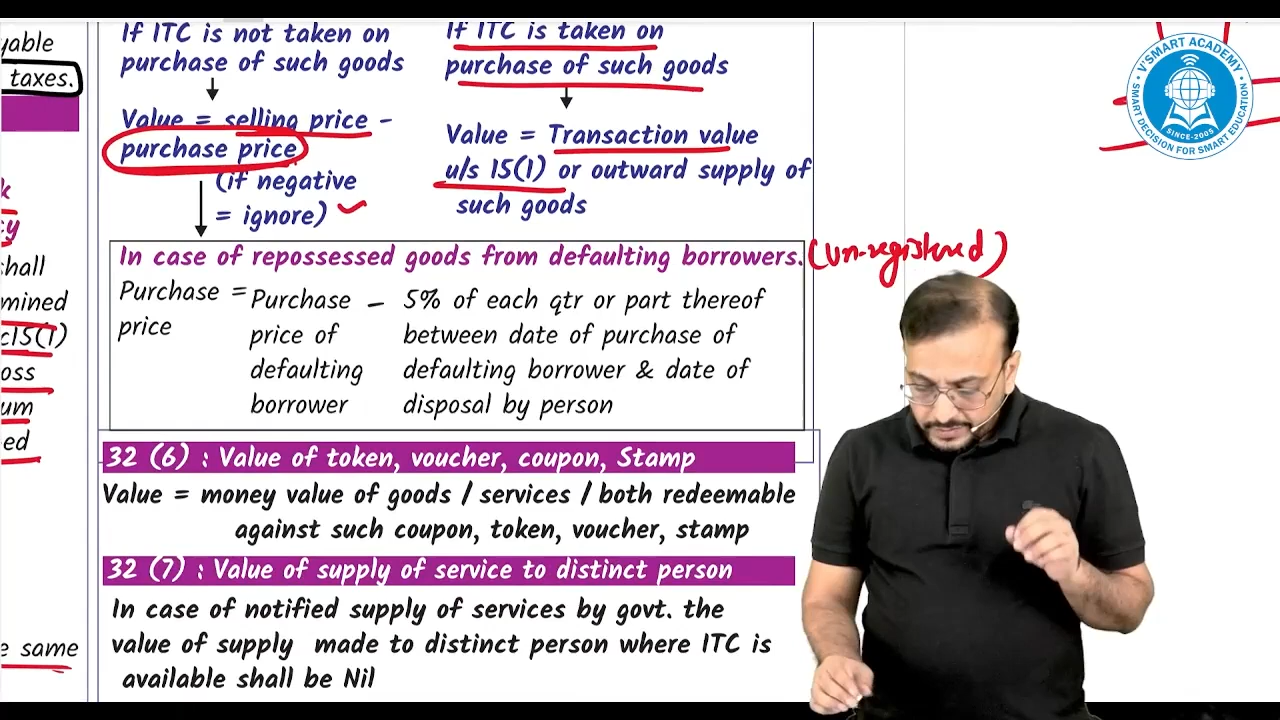 yable
taxes.
k
cy
shall
mined
c15(1)
oss
um
ed
e same
If ITC is not taken on
purchase of such goods
Value = selling price -
purchase price
(if negative
= ignore)
If ITC is taken on
purchase of such goods
Value = Transaction value
u/s 15(1) or outward supply of
such goods
In case of repossessed goods from defaulting borrowers. (un-registered)
Purchase price = Purchase price of defaulting borrower - 5% of each qtr or part thereof
between date of purchase of
defaulting borrower & date of
disposal by person
32 (6) : Value of token, voucher, coupon, Stamp
Value = money value of goods / services / both redeemable
against such coupon, token, voucher, stamp
32 (7) : Value of supply of service to distinct person
In case of notified supply of services by govt. the
value of supply made to distinct person where ITC is
available shall be Nil
V'SMART ACADEMY
SINCE-2005
SMART DECISION FOR SMART EDUCATION